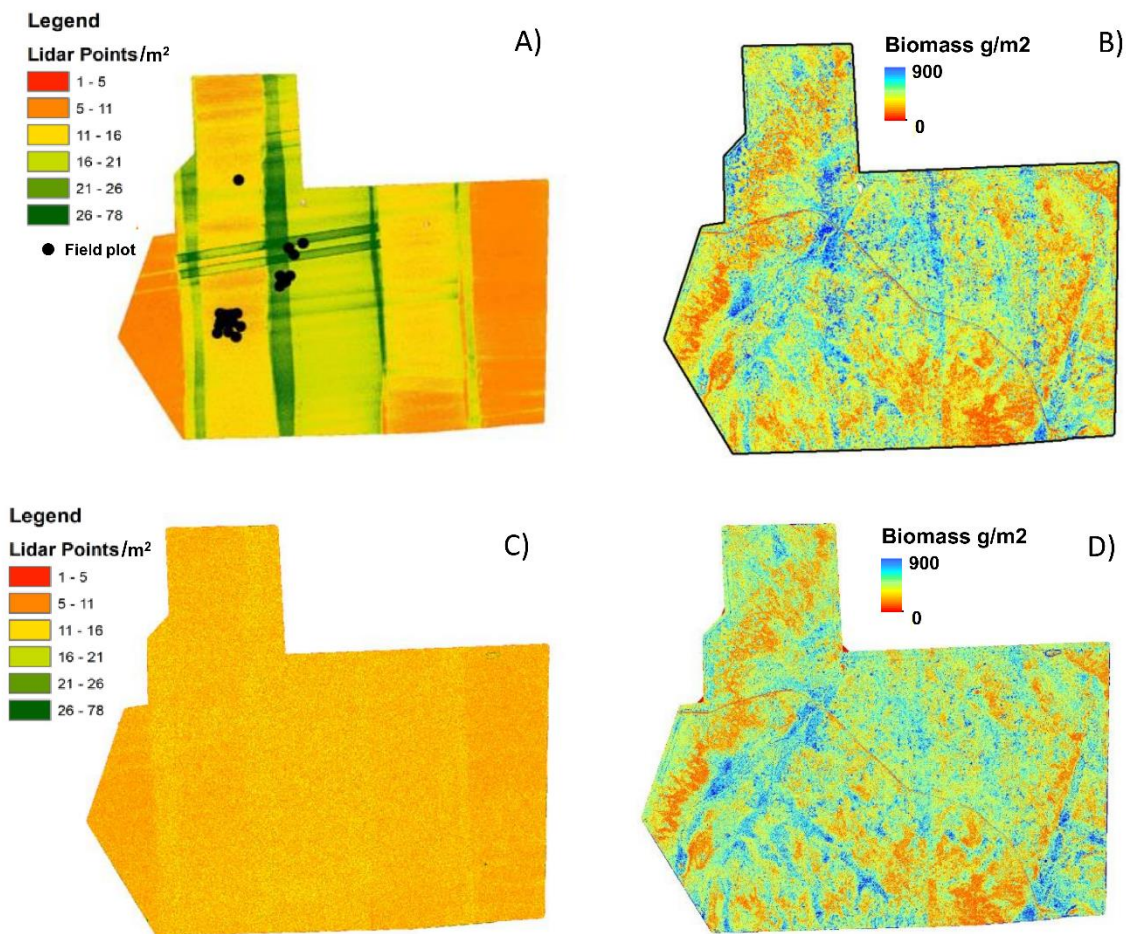 Legend
Lidar Points/m²
1 - 5
5 - 11
11 - 16
16 - 21
21 - 26
26 - 78
Field plot
A)
Biomass g/m2
900
0
B)
Legend
Lidar Points/m²
1 - 5
5 - 11
11 - 16
16 - 21
21 - 26
26 - 78
C)
Biomass g/m2
900
0
D)